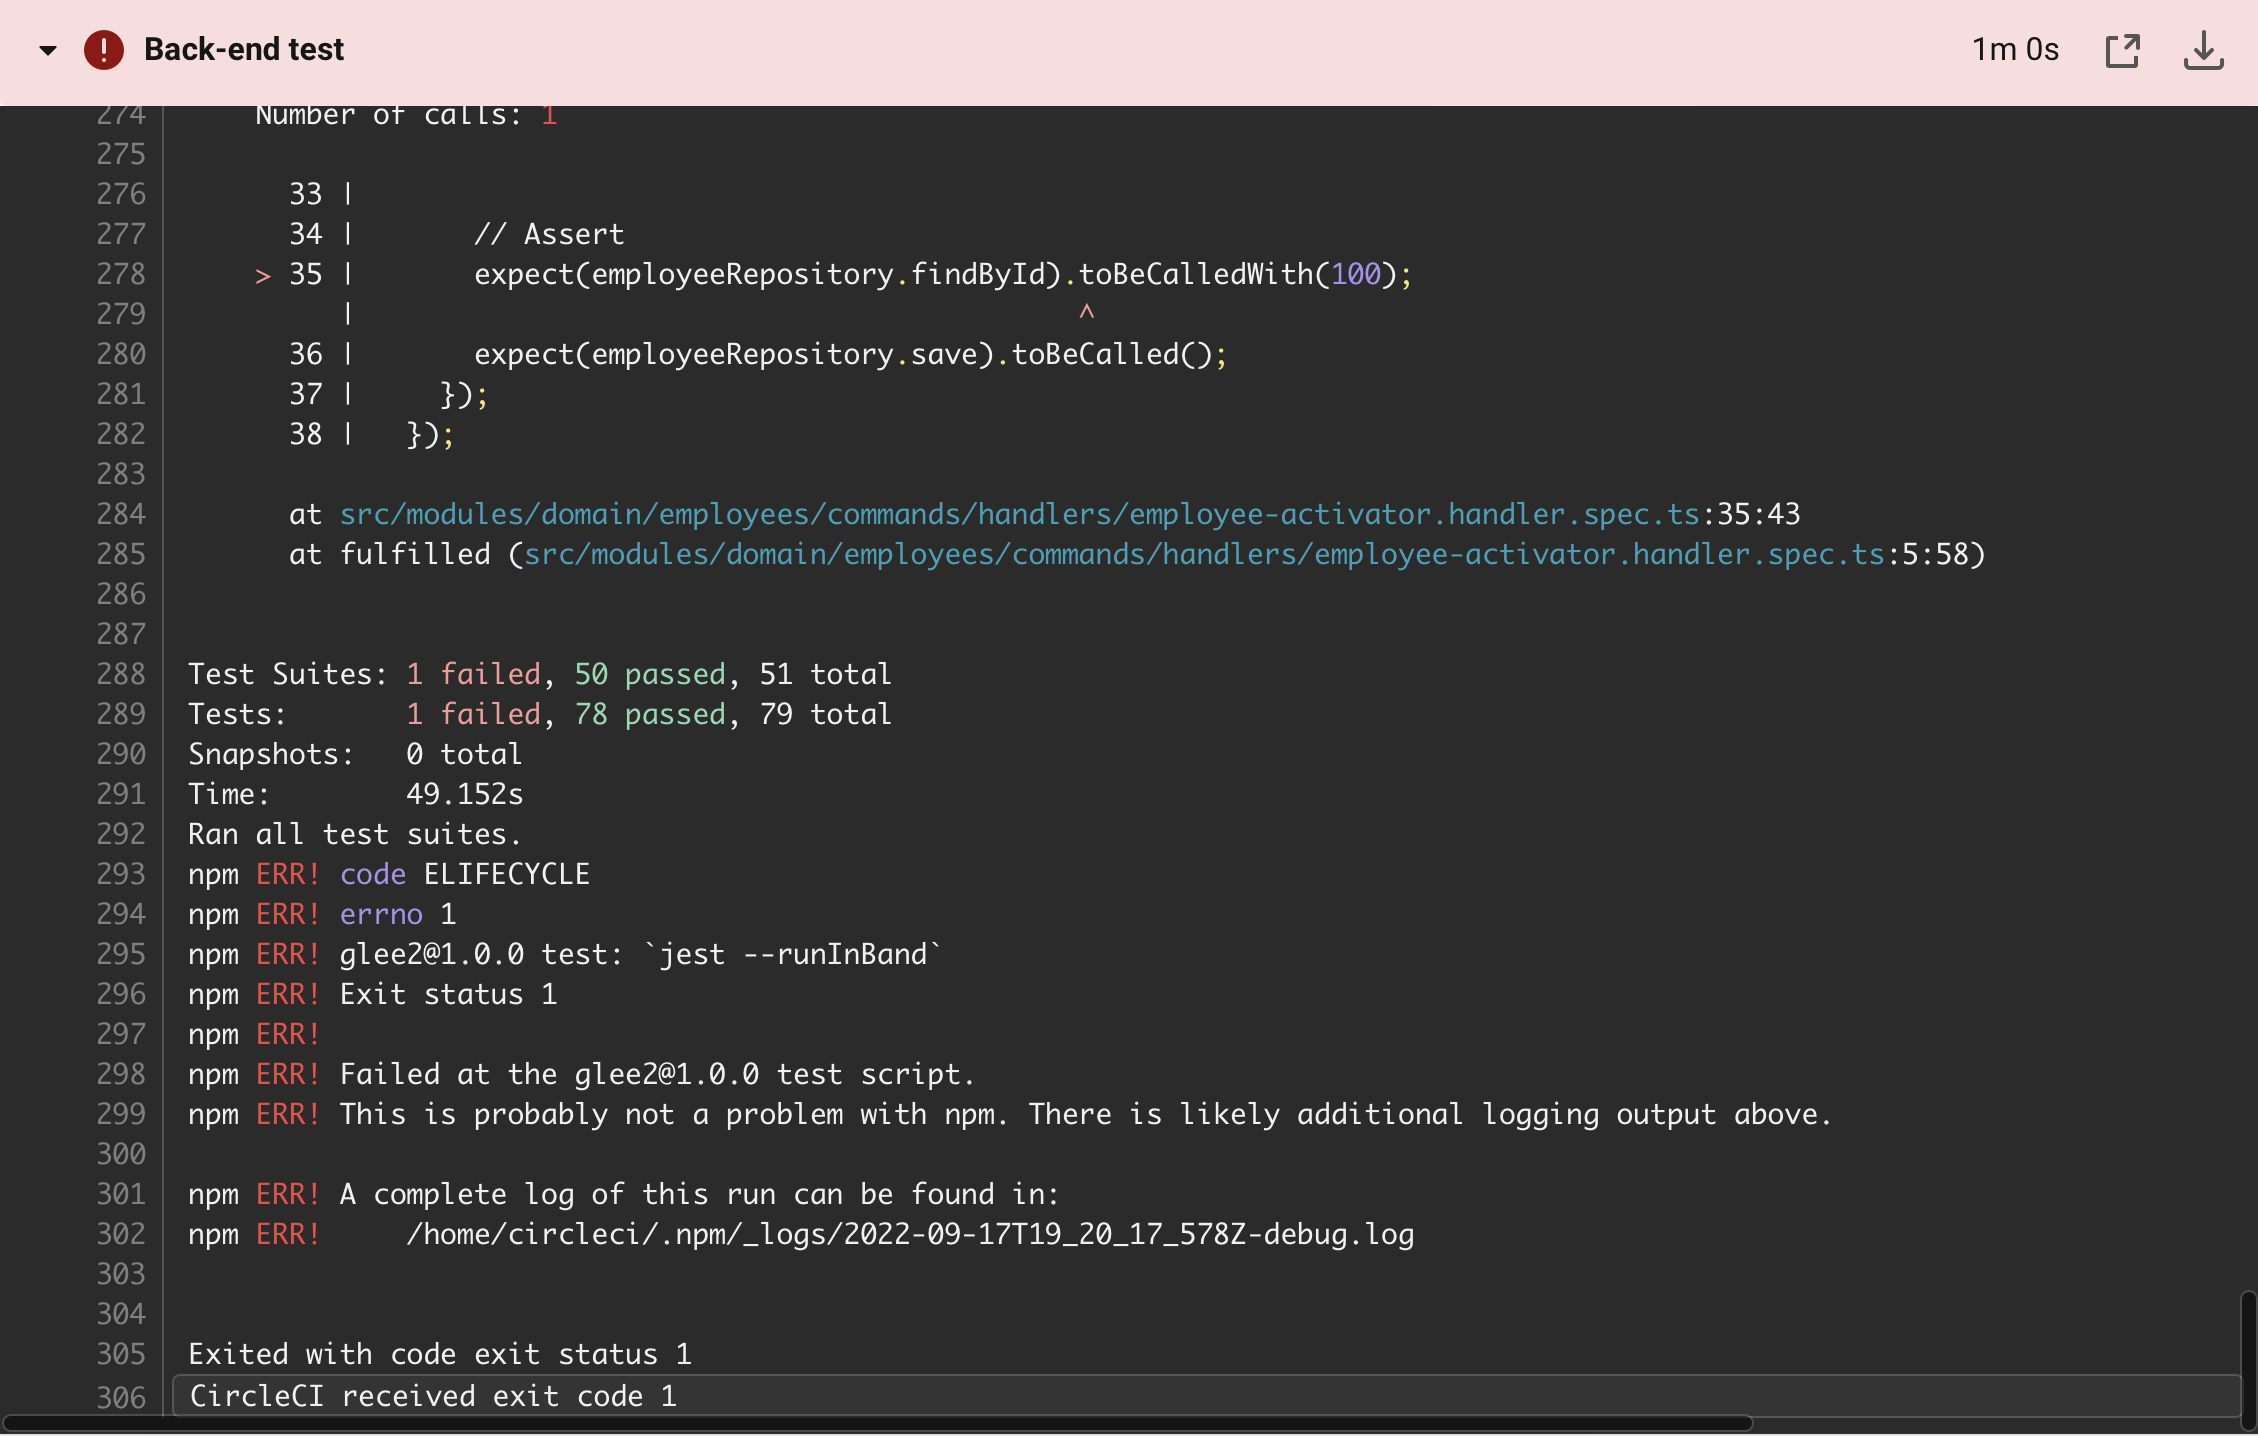 Back-end test 1m 0s
274 Number of calls: 1
275
276 33 |
277 34 | // Assert
278 > 35 | expect(employeeRepository.findById).toBeCalledWith(100);
279 | ^
280 36 | expect(employeeRepository.save).toBeCalled();
281 37 | });
282 38 | });
283
284 at src/modules/domain/employees/commands/handlers/employee-activator.handler.spec.ts:35:43
285 at fulfilled (src/modules/domain/employees/commands/handlers/employee-activator.handler.spec.ts:5:58)
286
287
288 Test Suites: 1 failed, 50 passed, 51 total
289 Tests: 1 failed, 78 passed, 79 total
290 Snapshots: 0 total
291 Time: 49.152s
292 Ran all test suites.
293 npm ERR! code ELIFECYCLE
294 npm ERR! errno 1
295 npm ERR! glee2@1.0.0 test: `jest --runInBand`
296 npm ERR! Exit status 1
297 npm ERR!
298 npm ERR! Failed at the glee2@1.0.0 test script.
299 npm ERR! This is probably not a problem with npm. There is likely additional logging output above.
300
301 npm ERR! A complete log of this run can be found in:
302 npm ERR! /home/circleci/.npm/_logs/2022-09-17T19_20_17_578Z-debug.log
303
304
305 Exited with code exit status 1
306 CircleCI received exit code 1